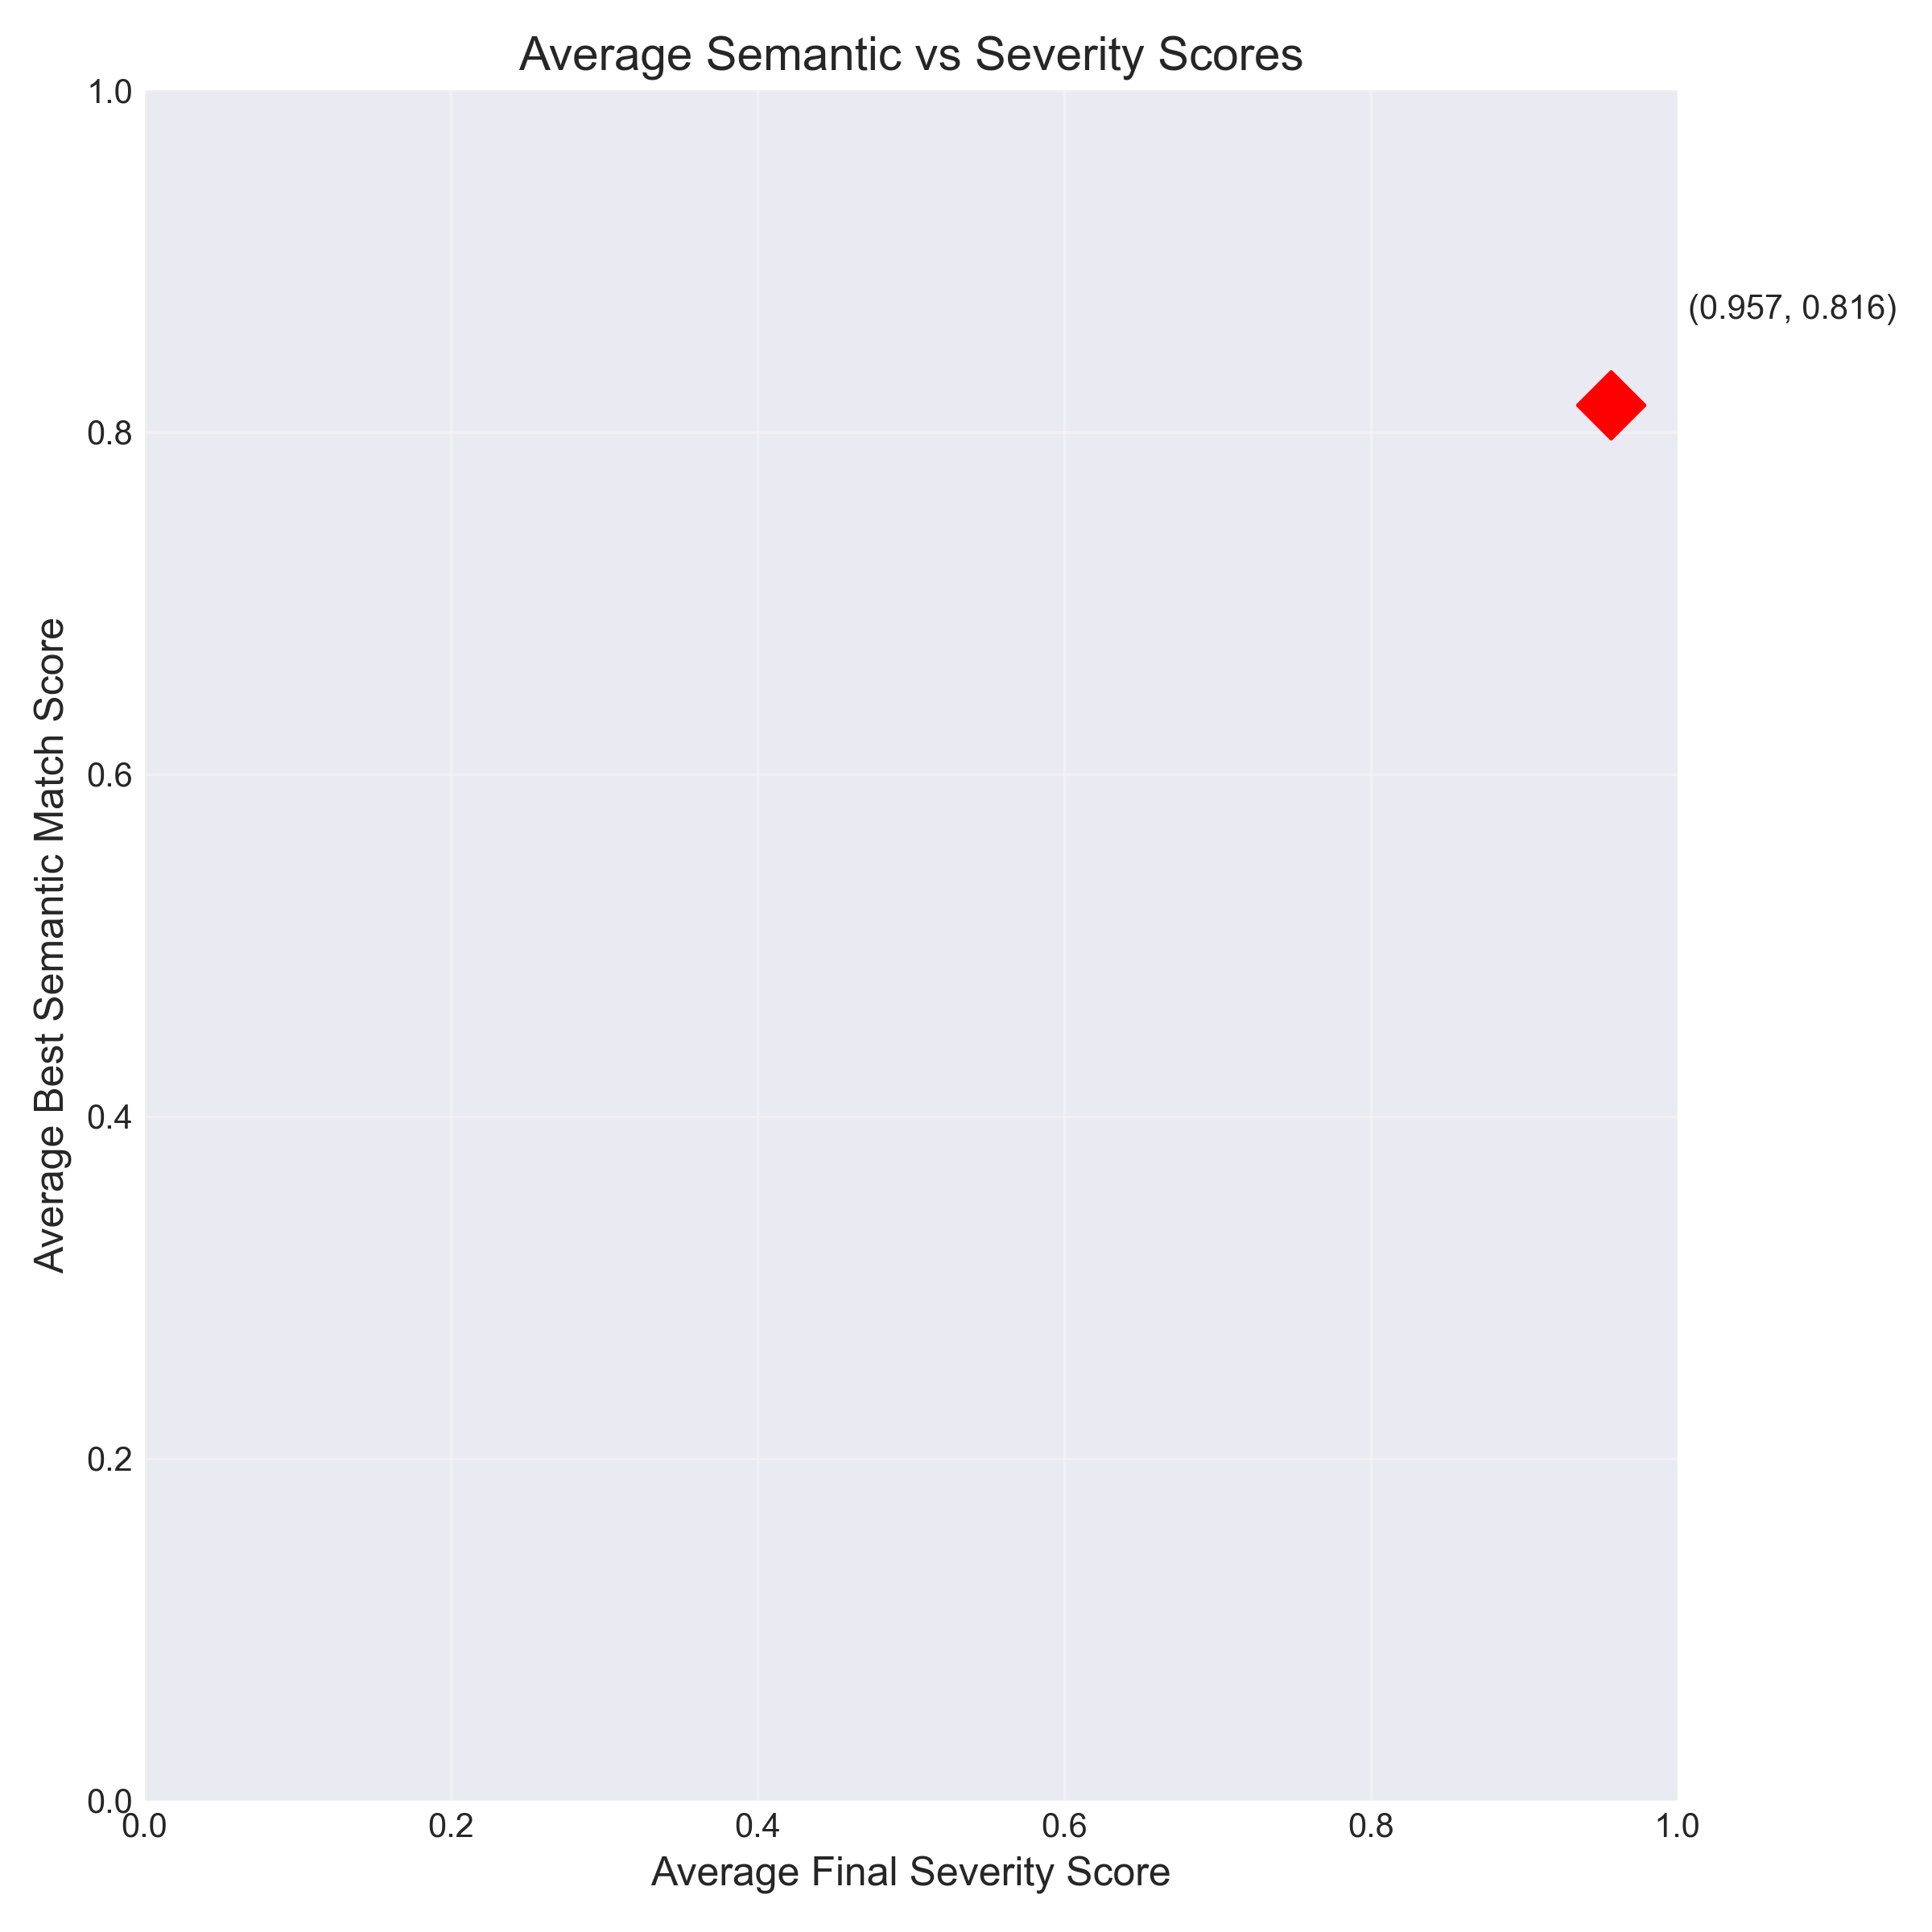 Average Semantic vs Severity Scores
1.0
(0.957, 0.816)
0.8
0.6
0.4
0.2
0.0
Average Best Semantic Match Score
0.0 0.2 0.4 0.6 0.8 1.0
Average Final Severity Score